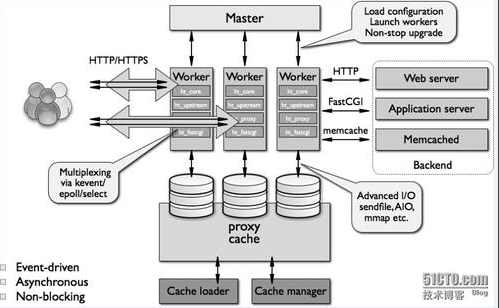 Master
Load configuration
Launch workers
Non-stop upgrade
HTTP/HTTPS
Worker
ht_core
ht_upstream
ht_proxy
ht_fastcgi
Worker
ht_core
ht_upstream
proxy
ht_fastcgi
Worker
ht_core
ht_upstream
ht_proxy
ht_fastcgi
HTTP
FastCGI
memcache
Web server
Application server
Memcached
Backend
Multiplexing
via kevent/
epoll/select
Advanced I/O
sendfile, AIO,
mmap etc.
proxy
cache
Cache loader
Cache manager
Event-driven
Asynchronous
Non-blocking
51CTO.com
技术博客 Blog